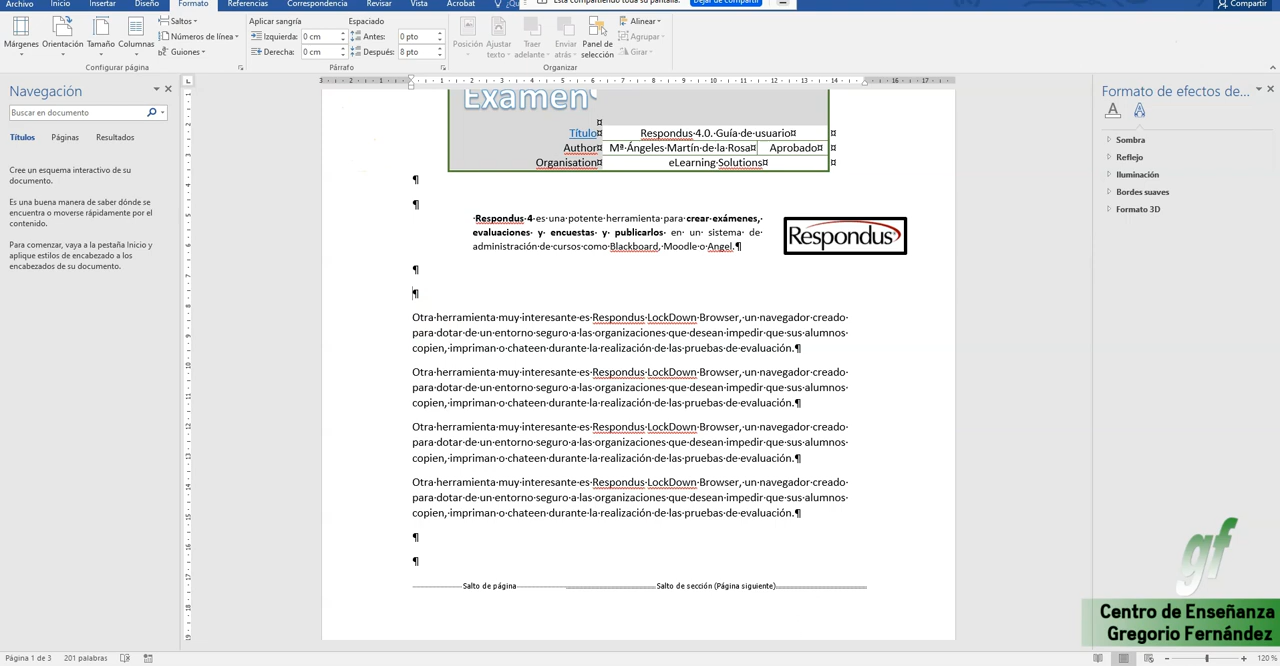 Archivo Inicio Insertar Diseño Formato Referencias Correspondencia Revisar Vista Acrobat
Está compartiendo toda su pantalla. Dejar de compartir
Compartir
Márgenes Orientación Tamaño Columnas
Saltos
Números de línea
Guiones
Configurar página
Aplicar sangría Espaciado
Izquierda: 0 cm Antes: 0 pto
Derecha: 0 cm Después: 8 pto
Párrafo
Posición Ajustar texto Traer adelante Enviar atrás Panel de selección
Alinear
Agrupar
Girar
Organizar
Navegación
Buscar en documento
Títulos Páginas Resultados
Cree un esquema interactivo de su
documento.
Es una buena manera de saber dónde se
encuentra o moverse rápidamente por el
contenido.
Para comenzar, vaya a la pestaña Inicio y
aplique estilos de encabezado a los
encabezados de su documento.
Examen
Título Respondus 4.0. Guía de usuario
Author Mª Ángeles Martín de la Rosa Aprobado
Organisation eLearning Solutions
Respondus 4 es una potente herramienta para crear exámenes,
evaluaciones y encuestas y publicarlos en un sistema de
administración de cursos como Blackboard, Moodle o Angel.
Respondus
Otra herramienta muy interesante es Respondus LockDown Browser, un navegador creado
para dotar de un entorno seguro a las organizaciones que desean impedir que sus alumnos
copien, impriman o chateen durante la realización de las pruebas de evaluación.
Otra herramienta muy interesante es Respondus LockDown Browser, un navegador creado
para dotar de un entorno seguro a las organizaciones que desean impedir que sus alumnos
copien, impriman o chateen durante la realización de las pruebas de evaluación.
Otra herramienta muy interesante es Respondus LockDown Browser, un navegador creado
para dotar de un entorno seguro a las organizaciones que desean impedir que sus alumnos
copien, impriman o chateen durante la realización de las pruebas de evaluación.
Otra herramienta muy interesante es Respondus LockDown Browser, un navegador creado
para dotar de un entorno seguro a las organizaciones que desean impedir que sus alumnos
copien, impriman o chateen durante la realización de las pruebas de evaluación.
Salto de página Salto de sección (Página siguiente)
Formato de efectos de...
Sombra
Reflejo
Iluminación
Bordes suaves
Formato 3D
gf
Centro de Enseñanza
Gregorio Fernández
Página 1 de 3 201 palabras
120 %